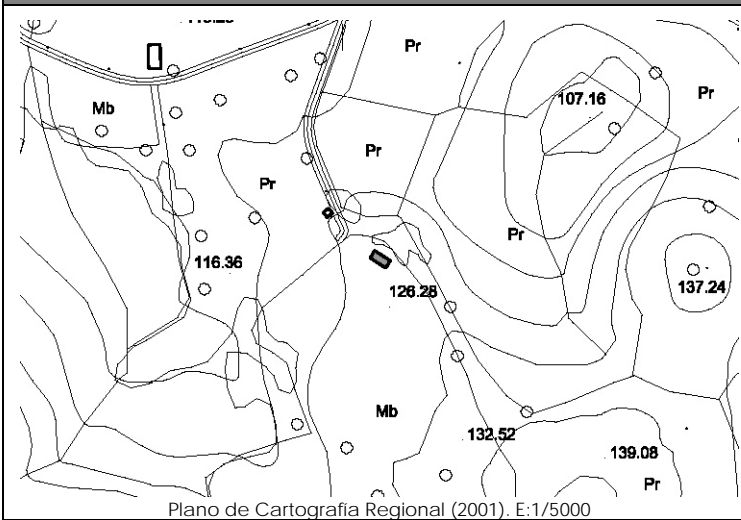 Pr
Mb
107.16
Pr
Pr
Pr
Pr
116.36
137.24
126.28
Mb
132.52
139.08
Pr
Plano de Cartografía Regional (2001). E:1/5000